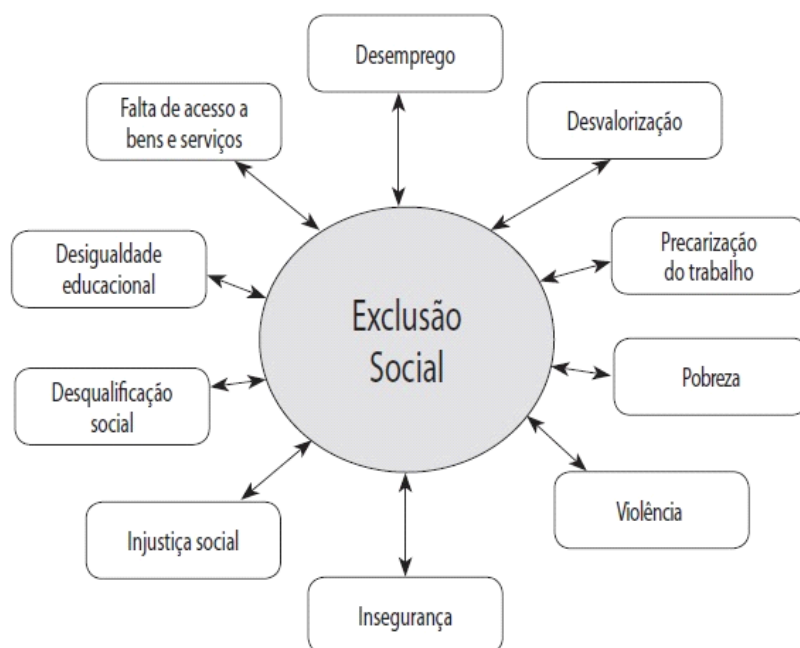 Desemprego
Falta de acesso a
bens e serviços
Desvalorização
Desigualdade
educacional
Precarização
do trabalho
Exclusão
Social
Desqualificação
social
Pobreza
Injustiça social
Violência
Insegurança